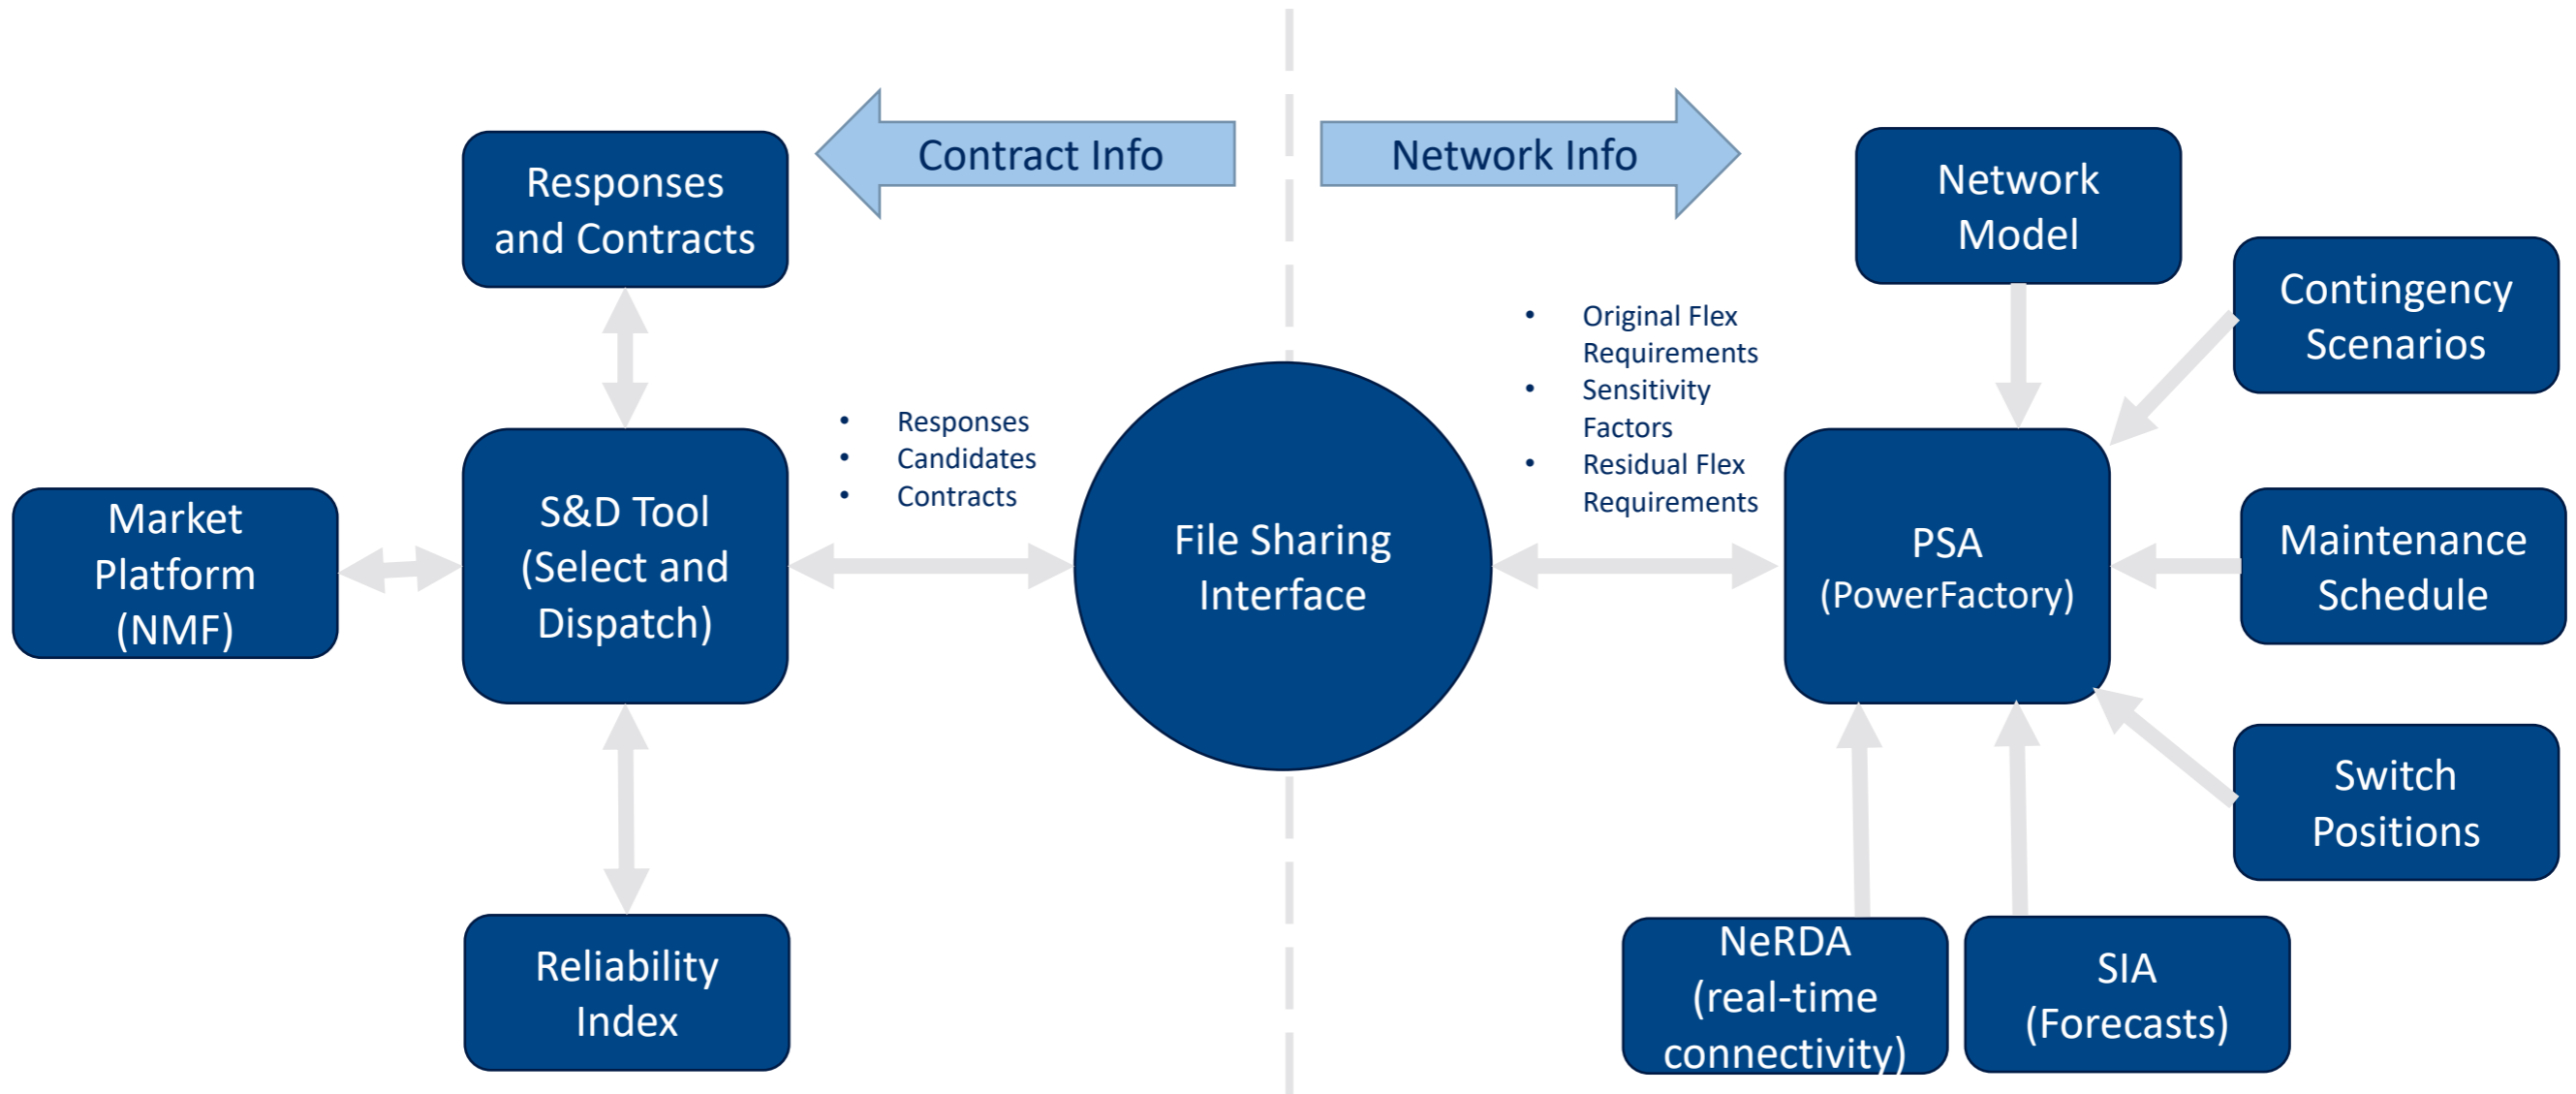 Contract Info
Network Info
Responses
and Contracts
Network
Model
Contingency
Scenarios
• Original Flex
Requirements
• Sensitivity
Factors
• Residual Flex
Requirements
• Responses
• Candidates
• Contracts
Market
Platform
(NMF)
S&D Tool
(Select and
Dispatch)
File Sharing
Interface
PSA
(PowerFactory)
Maintenance
Schedule
Switch
Positions
Reliability
Index
NeRDA
(real-time
connectivity)
SIA
(Forecasts)